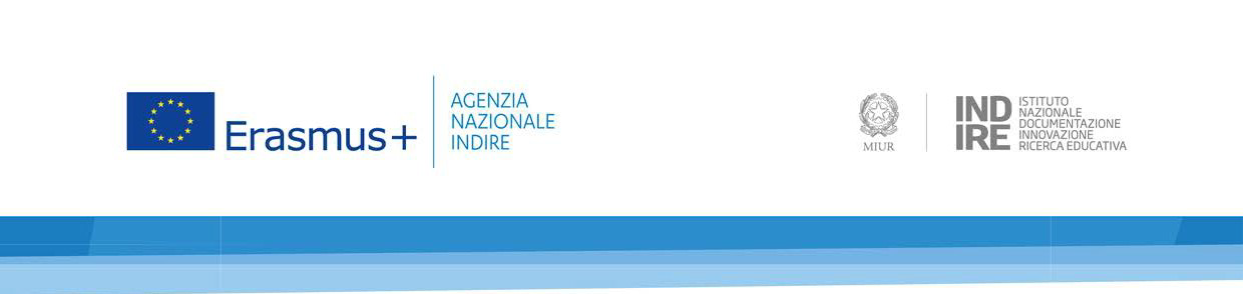 Erasmus+
AGENZIA
NAZIONALE
INDIRE
MIUR
IND
IRE
ISTITUTO
NAZIONALE
DOCUMENTAZIONE
INNOVAZIONE
RICERCA EDUCATIVA